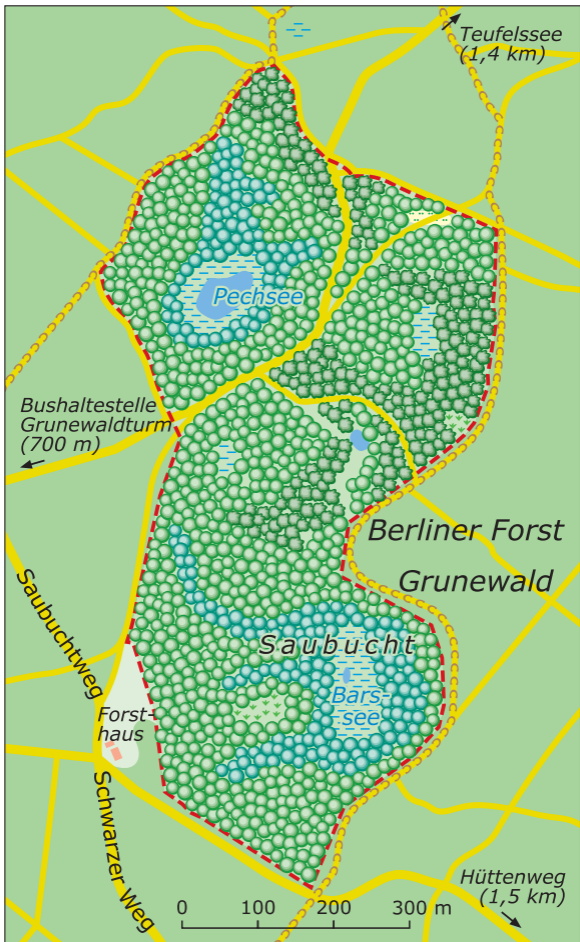 Teufelssee
(1,4 km)
Pechsee
Bushaltestelle
Grunewaldturm
(700 m)
Berliner Forst
Grunewald
Saubuchtweg
Saubucht
Bars-
see
Forst-
haus
Schwarzer Weg
Hüttenweg
(1,5 km)
0 100 200 300 m